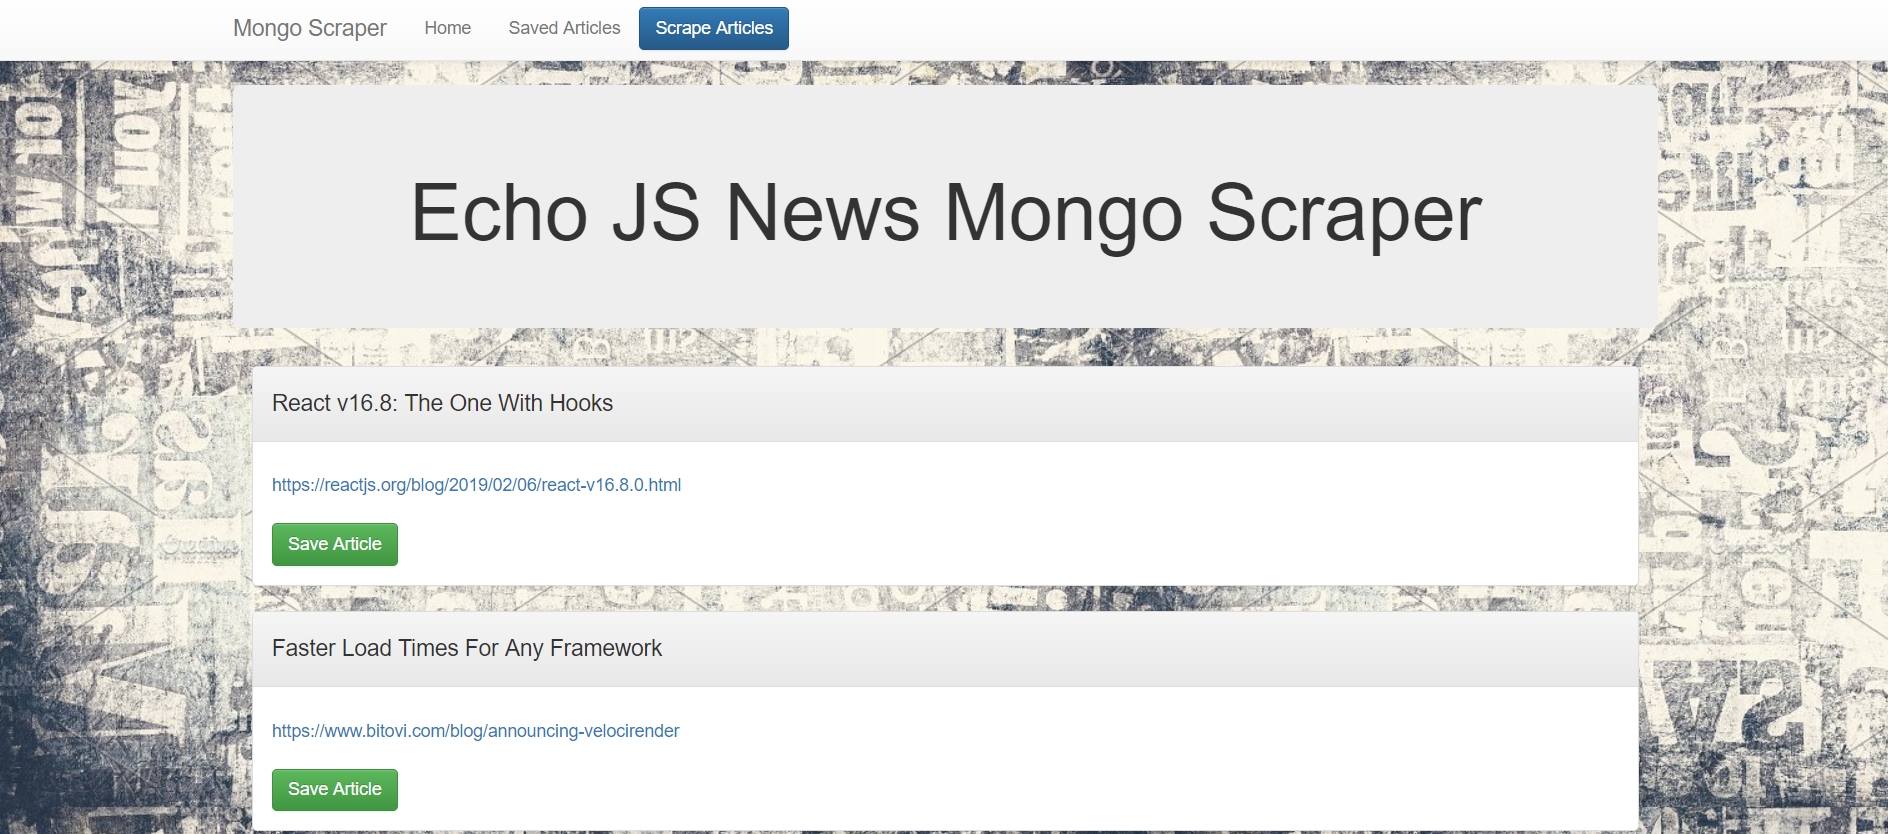 Mongo Scraper Home Saved Articles Scrape Articles
Echo JS News Mongo Scraper
React v16.8: The One With Hooks
https://reactjs.org/blog/2019/02/06/react-v16.8.0.html
Save Article
Faster Load Times For Any Framework
https://www.bitovi.com/blog/announcing-velocirender
Save Article